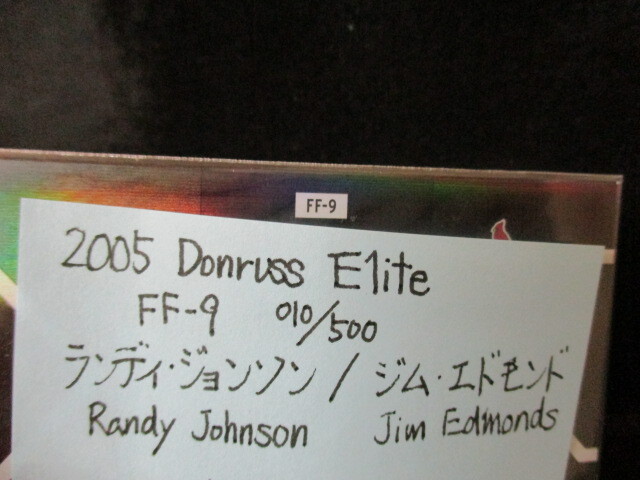 FF-9
2005 Donruss Elite
FF-9 010/500
ランディ・ジョンソン / ジム・エドモンド
Randy Johnson Jim Edmonds